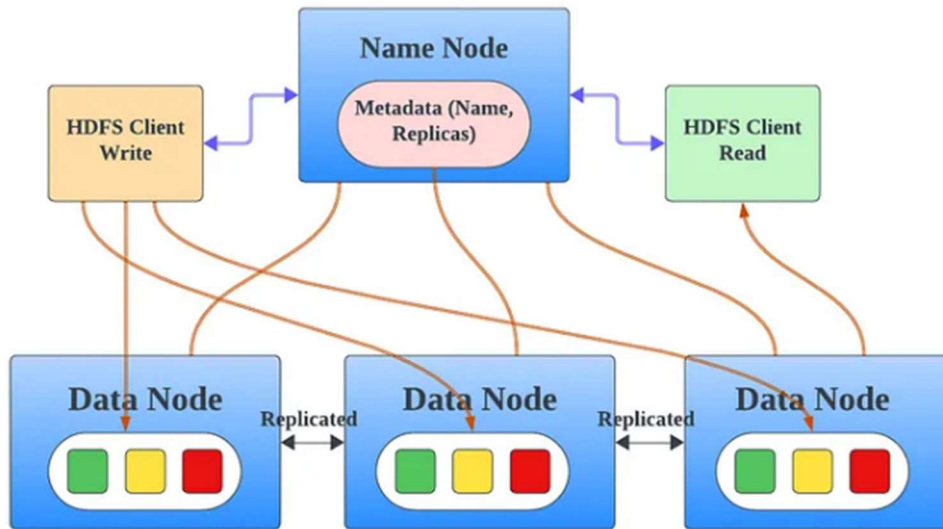 Name Node
Metadata (Name,
Replicas)
HDFS Client
Write
HDFS Client
Read
Data Node
Replicated
Data Node
Replicated
Data Node